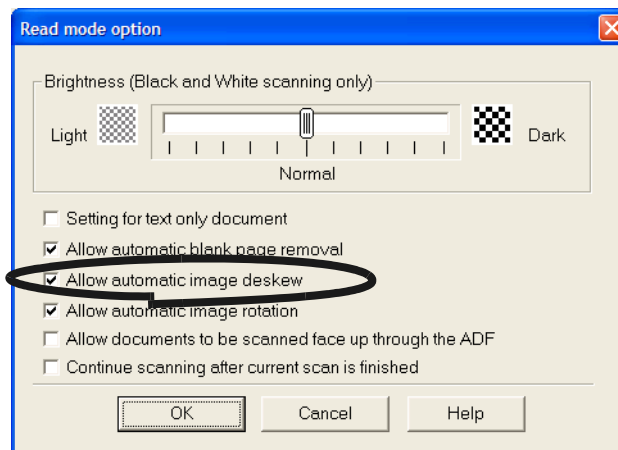 Read mode option
Brightness (Black and White scanning only)
Light
Dark
Normal
Setting for text only document
Allow automatic blank page removal
Allow automatic image deskew
Allow automatic image rotation
Allow documents to be scanned face up through the ADF
Continue scanning after current scan is finished
OK Cancel Help